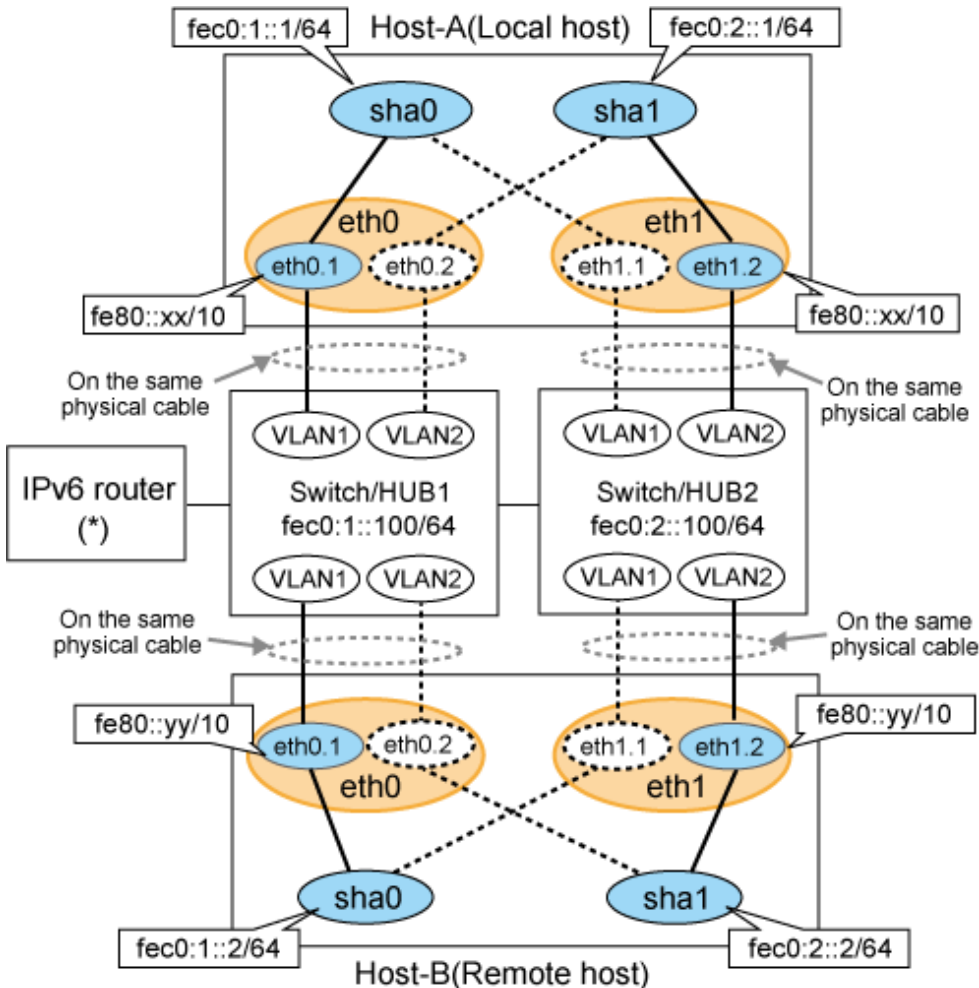 fec0:1::1/64
Host-A(Local host)
fec0:2::1/64
sha0
sha1
eth0
eth1
eth0.1
eth0.2
eth1.1
eth1.2
fe80::xx/10
fe80::xx/10
On the same
physical cable
On the same
physical cable
VLAN1
VLAN2
VLAN1
VLAN2
IPv6 router
(*)
Switch/HUB1
fec0:1::100/64
Switch/HUB2
fec0:2::100/64
VLAN1
VLAN2
VLAN1
VLAN2
On the same
physical cable
On the same
physical cable
fe80::yy/10
fe80::yy/10
eth0.1
eth0.2
eth1.1
eth1.2
eth0
eth1
sha0
sha1
fec0:1::2/64
fec0:2::2/64
Host-B(Remote host)